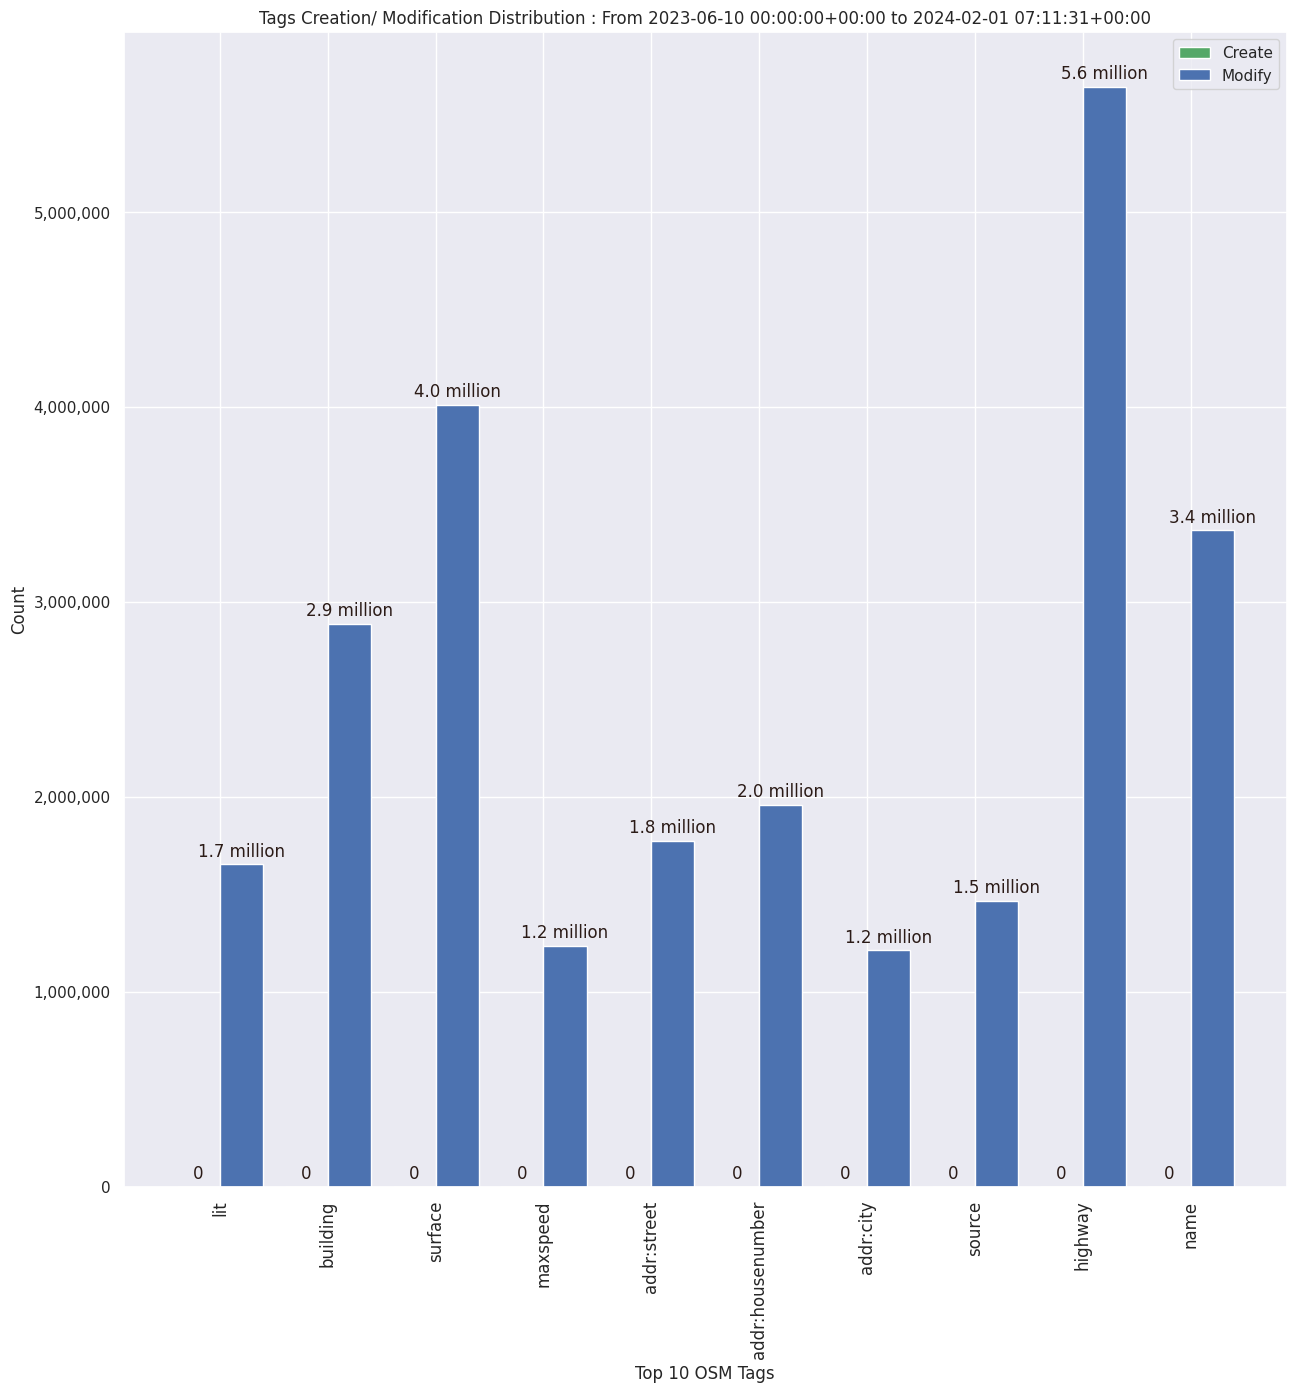 Tags Creation/ Modification Distribution : From 2023-06-10 00:00:00+00:00 to 2024-02-01 07:11:31+00:00
Create
Modify
5.6 million
5,000,000
4.0 million
4,000,000
3.4 million
3,000,000
2.9 million
Count
2,000,000
2.0 million
1.8 million
1.7 million
1.5 million
1.2 million
1.2 million
1,000,000
0
0 0 0 0 0 0 0 0 0 0
lit
building
surface
maxspeed
addr:street
addr:housenumber
addr:city
source
highway
name
Top 10 OSM Tags